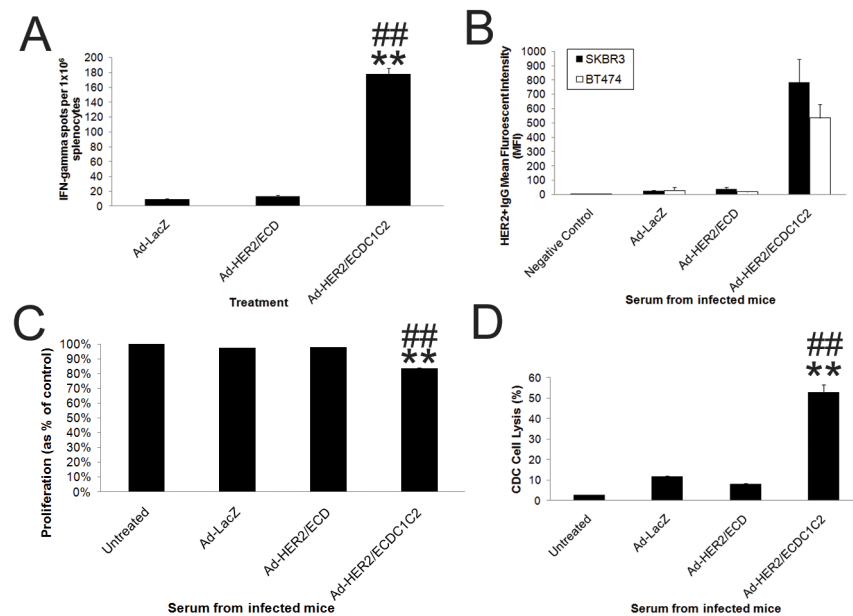 A
##
**
IFN-gamma spots per 1x10⁶
splenocytes
200
180
160
140
120
100
80
60
40
20
0
Ad-LacZ
Ad-HER2/ECD
Ad-HER2/ECDC1C2
Treatment
B
SKBR3
BT474
HER2+IgG Mean Fluroescent Intensity
(MFI)
1000
900
800
700
600
500
400
300
200
100
0
Negative Control
Ad-LacZ
Ad-HER2/ECD
Ad-HER2/ECDC1C2
Serum from infected mice
C
##
**
Proliferation (as % of control)
100%
90%
80%
70%
60%
50%
40%
30%
20%
10%
0%
Untreated
Ad-LacZ
Ad-HER2/ECD
Ad-HER2/ECDC1C2
Serum from infected mice
D
##
**
CDC Cell Lysis (%)
60
50
40
30
20
10
0
Untreated
Ad-LacZ
Ad-HER2/ECD
Ad-HER2/ECDC1C2
Serum from infected mice